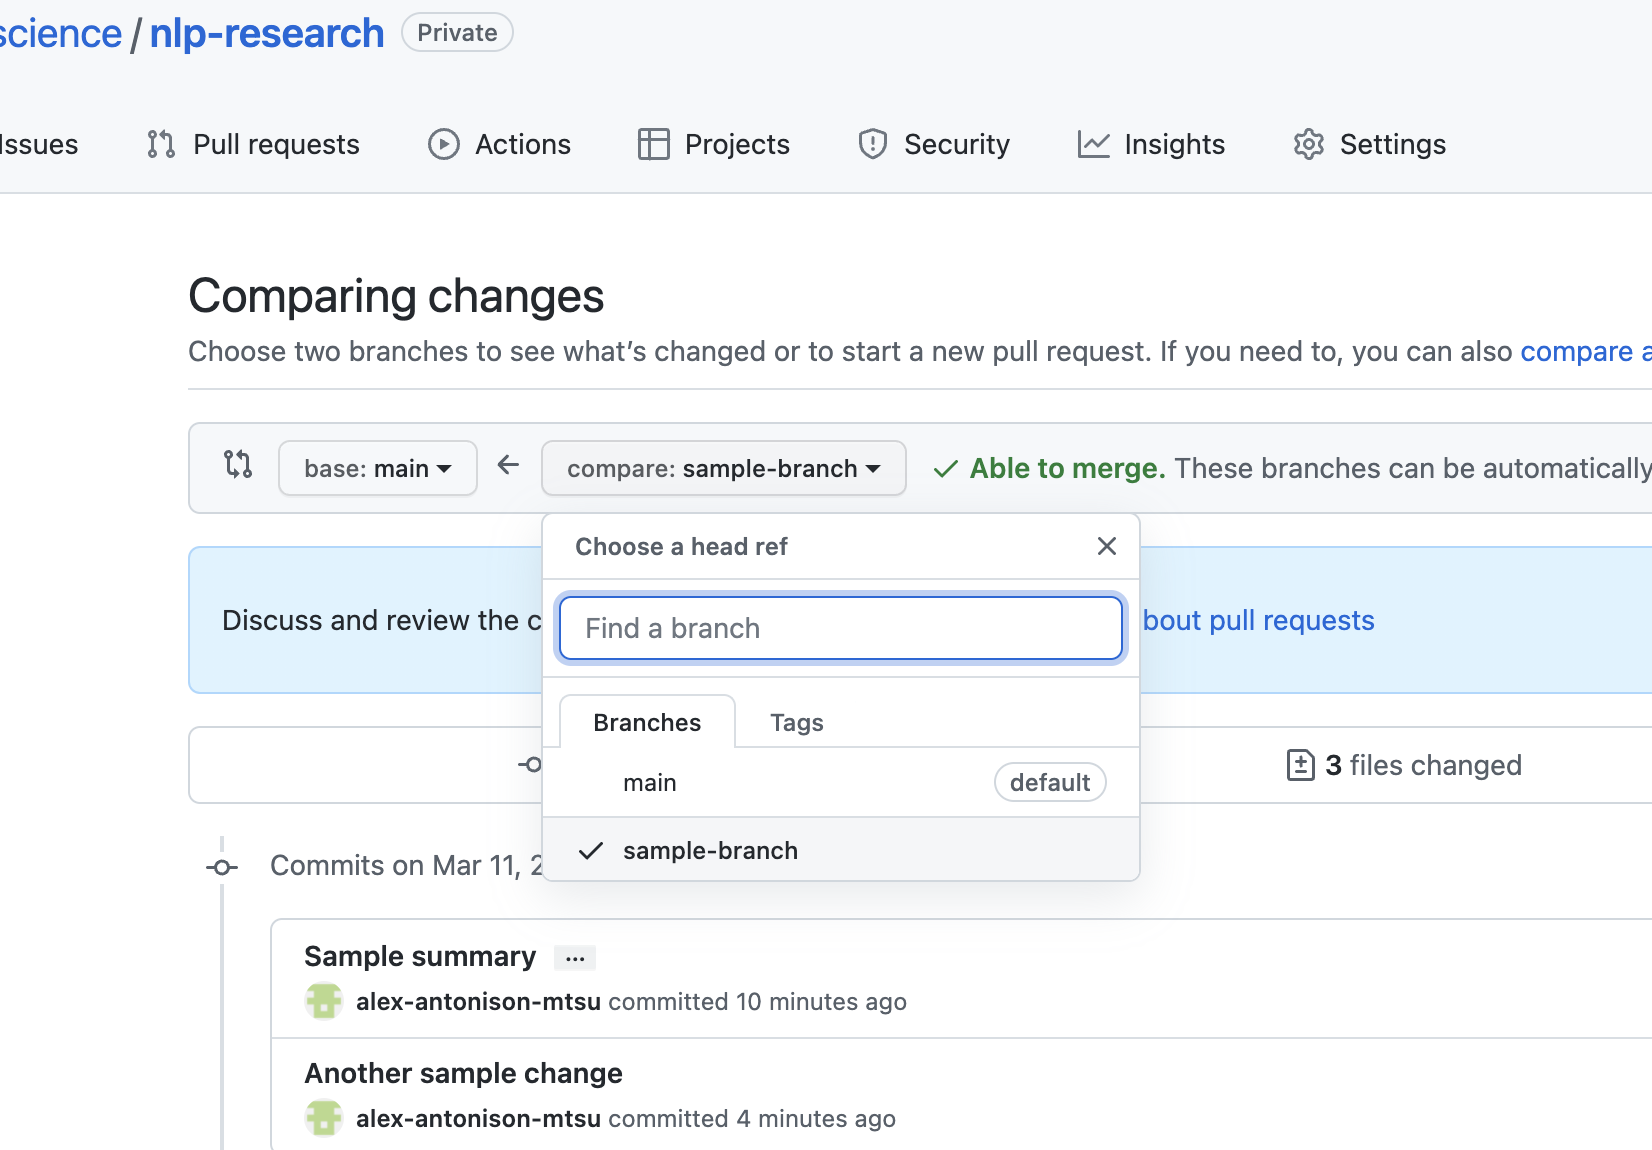 science / nlp-research Private
Issues Pull requests Actions Projects Security Insights Settings
Comparing changes
Choose two branches to see what's changed or to start a new pull request. If you need to, you can also compare
base: main compare: sample-branch Able to merge. These branches can be automatically
Choose a head ref
Find a branch
Discuss and review the bout pull requests
Branches Tags
main default
3 files changed
sample-branch
Commits on Mar 11,
Sample summary ...
alex-antonison-mtsu committed 10 minutes ago
Another sample change
alex-antonison-mtsu committed 4 minutes ago